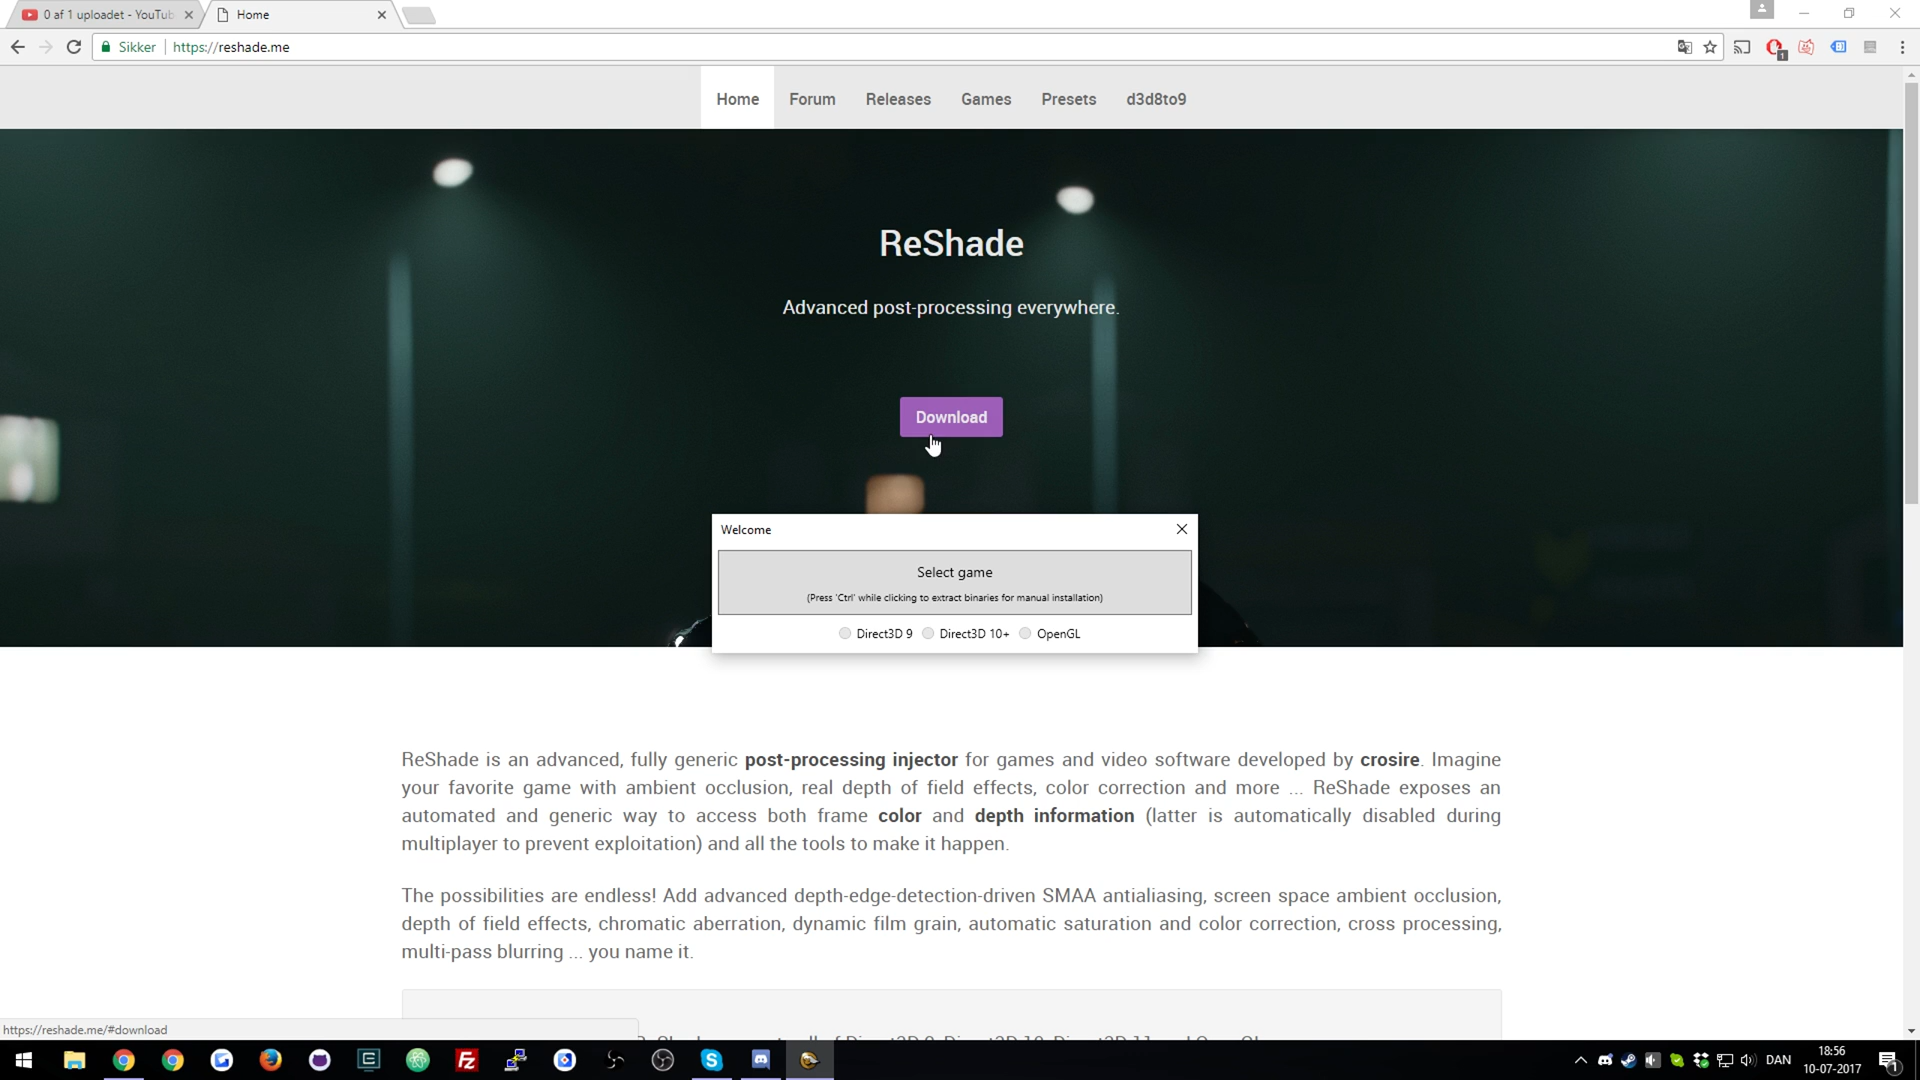 0 af 1 uploadet - YouTub
Home
Sikker
https://reshade.me
1
Home
Forum
Releases
Games
Presets
d3d8to9
ReShade
Advanced post-processing everywhere.
Download
Welcome
Select game
(Press 'Ctrl' while clicking to extract binaries for manual installation)
Direct3D 9
Direct3D 10+
OpenGL
ReShade is an advanced, fully generic post-processing injector for games and video software developed by crosire. Imagine
your favorite game with ambient occlusion, real depth of field effects, color correction and more ... ReShade exposes an
automated and generic way to access both frame color and depth information (latter is automatically disabled during
multiplayer to prevent exploitation) and all the tools to make it happen.
The possibilities are endless! Add advanced depth-edge-detection-driven SMAA antialiasing, screen space ambient occlusion,
depth of field effects, chromatic aberration, dynamic film grain, automatic saturation and color correction, cross processing,
multi-pass blurring ... you name it.
https://reshade.me/#download
DAN
18:56
10-07-2017
1